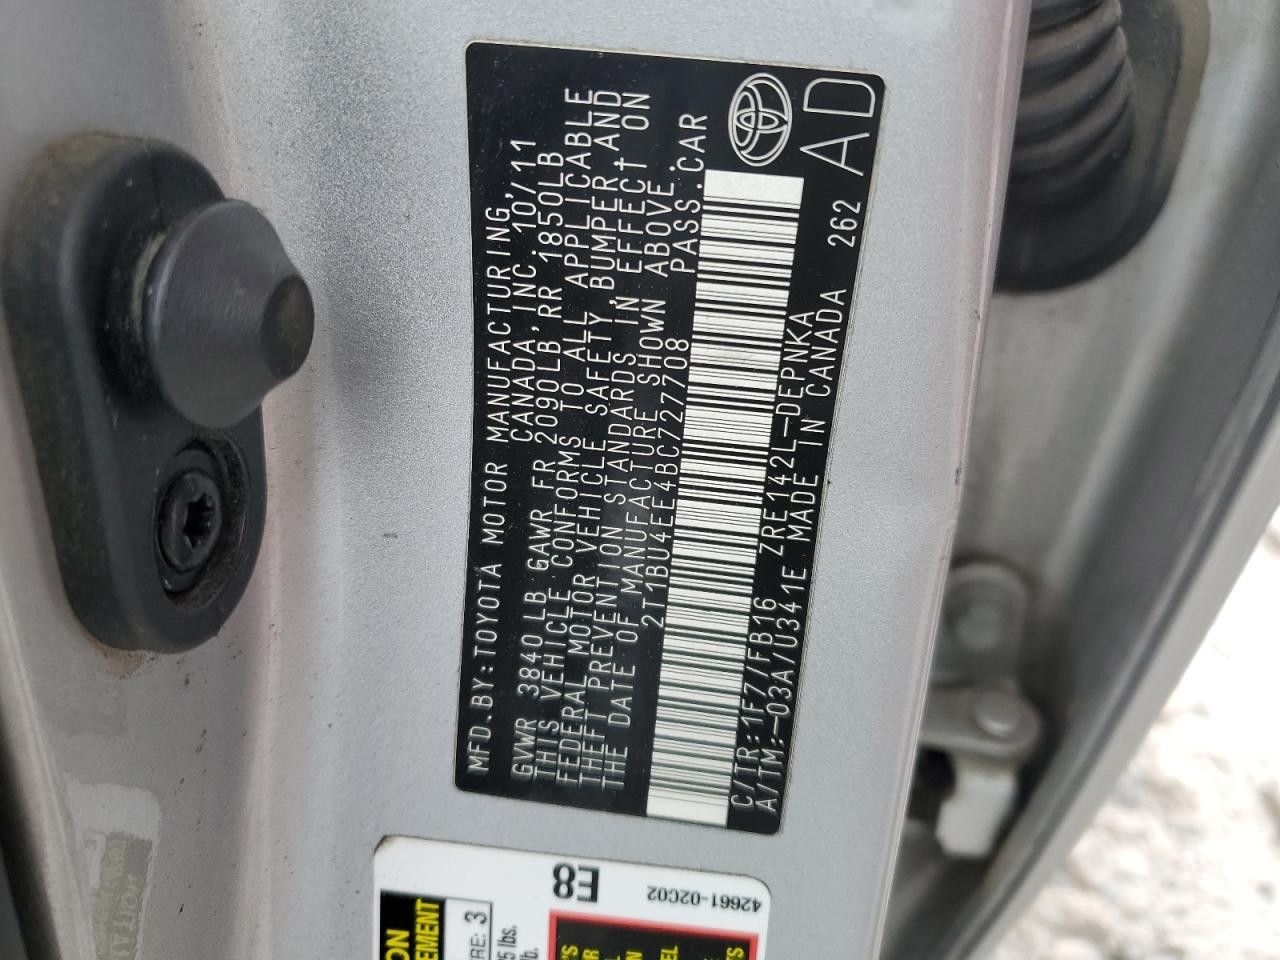 MFD.BY:TOYOTA MOTOR MANUFACTURING,
CANADA,INC. 10/11
GVWR 3840 LB GAWR FR 2090LB,RR 1850LB
THIS VEHICLE CONFORMS TO ALL APPLICABLE
FEDERAL MOTOR VEHICLE SAFETY,BUMPER,AND
THEFT PREVENTION STANDARDS IN EFFECT ON
THE DATE OF MANUFACTURE SHOWN ABOVE.
2T1BU4EE4BC727708 PASS.CAR
C/TR:1F7/FB16 ZRE142L-DEPNKA
A/TM:-03A/U341E MADE IN CANADA 262
AD
E8
42661-02C02
3